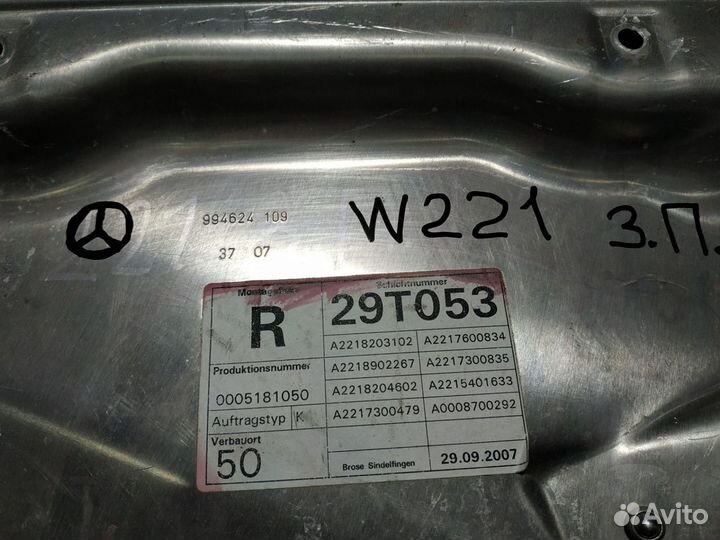 994624 109
37 07
W221 З.П.
Montageseite
R
Schichtnummer
29T053
Produktionsnummer
0005181050
Auftragstyp K
Verbauort
50
A2218203102 A2217600834
A2218902267 A2217300835
A2218204602 A2215401633
A2217300479 A0008700292
Brose Sindelfingen
29.09.2007
Avito